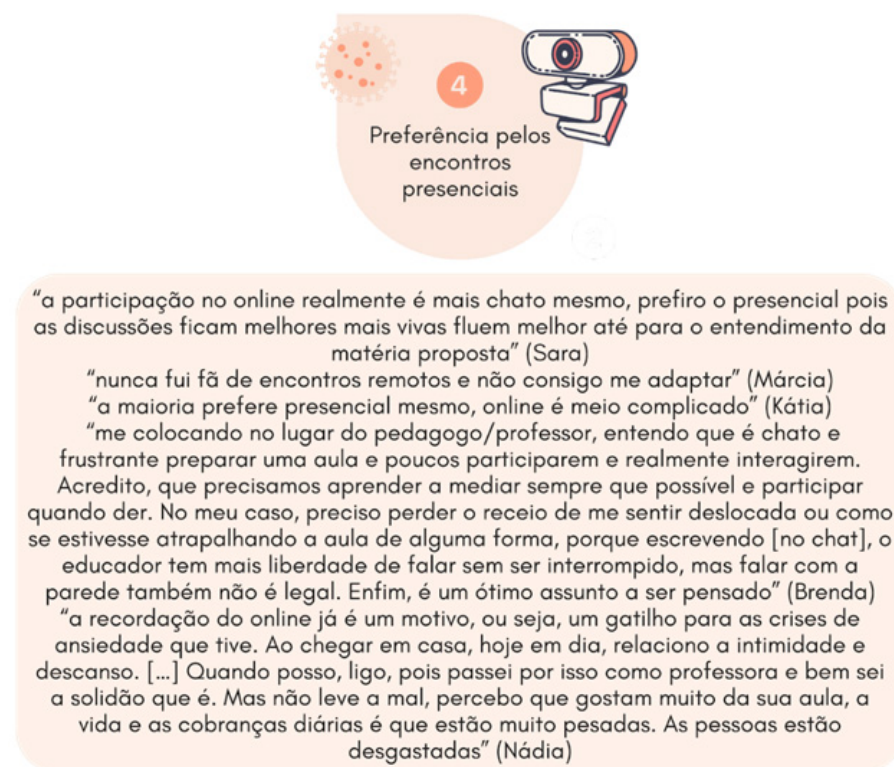 4
Preferência pelos
encontros
presenciais
“a participação no online realmente é mais chato mesmo, prefiro o presencial pois
as discussões ficam melhores mais vivas fluem melhor até para o entendimento da
matéria proposta” (Sara)
“nunca fui fã de encontros remotos e não consigo me adaptar” (Márcia)
“a maioria prefere presencial mesmo, online é meio complicado” (Kátia)
“me colocando no lugar do pedagogo/professor, entendo que é chato e
frustrante preparar uma aula e poucos participarem e realmente interagirem.
Acredito, que precisamos aprender a mediar sempre que possível e participar
quando der. No meu caso, preciso perder o receio de me sentir deslocada ou como
se estivesse atrapalhando a aula de alguma forma, porque escrevendo [no chat], o
educador tem mais liberdade de falar sem ser interrompido, mas falar com a
parede também não é legal. Enfim, é um ótimo assunto a ser pensado” (Brenda)
“a recordação do online já é um motivo, ou seja, um gatilho para as crises de
ansiedade que tive. Ao chegar em casa, hoje em dia, relaciono a intimidade e
descanso. [...] Quando posso, ligo, pois passei por isso como professora e bem sei
a solidão que é. Mas não leve a mal, percebo que gostam muito da sua aula, a
vida e as cobranças diárias é que estão muito pesadas. As pessoas estão
desgastadas” (Nádia)